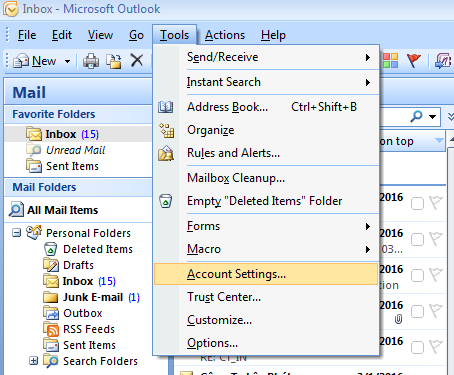 Inbox - Microsoft Outlook
File Edit View Go Tools Actions Help
New
Send/Receive
Instant Search
Address Book... Ctrl+Shift+B
Organize
Rules and Alerts...
Mailbox Cleanup...
Empty "Deleted Items" Folder
Forms
Macro
Account Settings...
Trust Center...
Customize...
Options...
Mail
Favorite Folders
Inbox (15)
Unread Mail
Sent Items
Mail Folders
All Mail Items
Personal Folders
Deleted Items
Drafts
Inbox (15)
Junk E-mail (1)
Outbox
RSS Feeds
Sent Items
Search Folders
on top
2016
2016
03...
2016
ction
2016
RE: CT_IN
3/1/2016